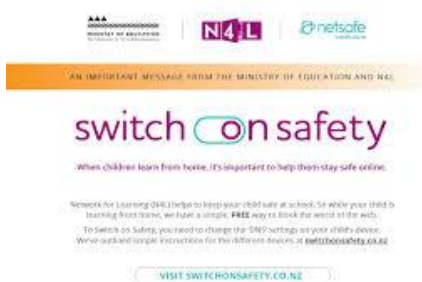 MINISTRY OF EDUCATION
N4L
netsafe
AN IMPORTANT MESSAGE FROM THE MINISTRY OF EDUCATION AND N4L
switch on safety
When children learn from home, it's important to help them stay safe online.
Network for Learning (N4L) helps to keep your child safe at school. So while your child is
learning from home, we have a simple, FREE way to block the worst of the web.
To Switch on Safety, you need to change the 'DNS' settings on your child's device.
We've outlined simple instructions for the different devices at switchonsafety.co.nz
VISIT SWITCHONSAFETY.CO.NZ